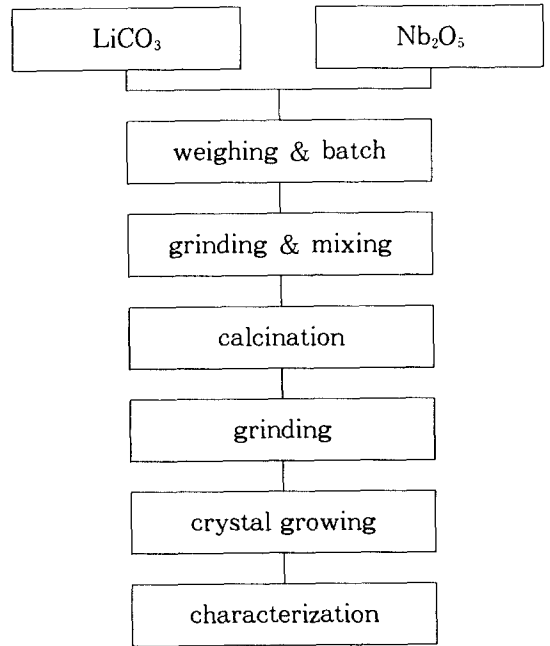 LiCO₃
Nb₂O₅
weighing & batch
grinding & mixing
calcination
grinding
crystal growing
characterization